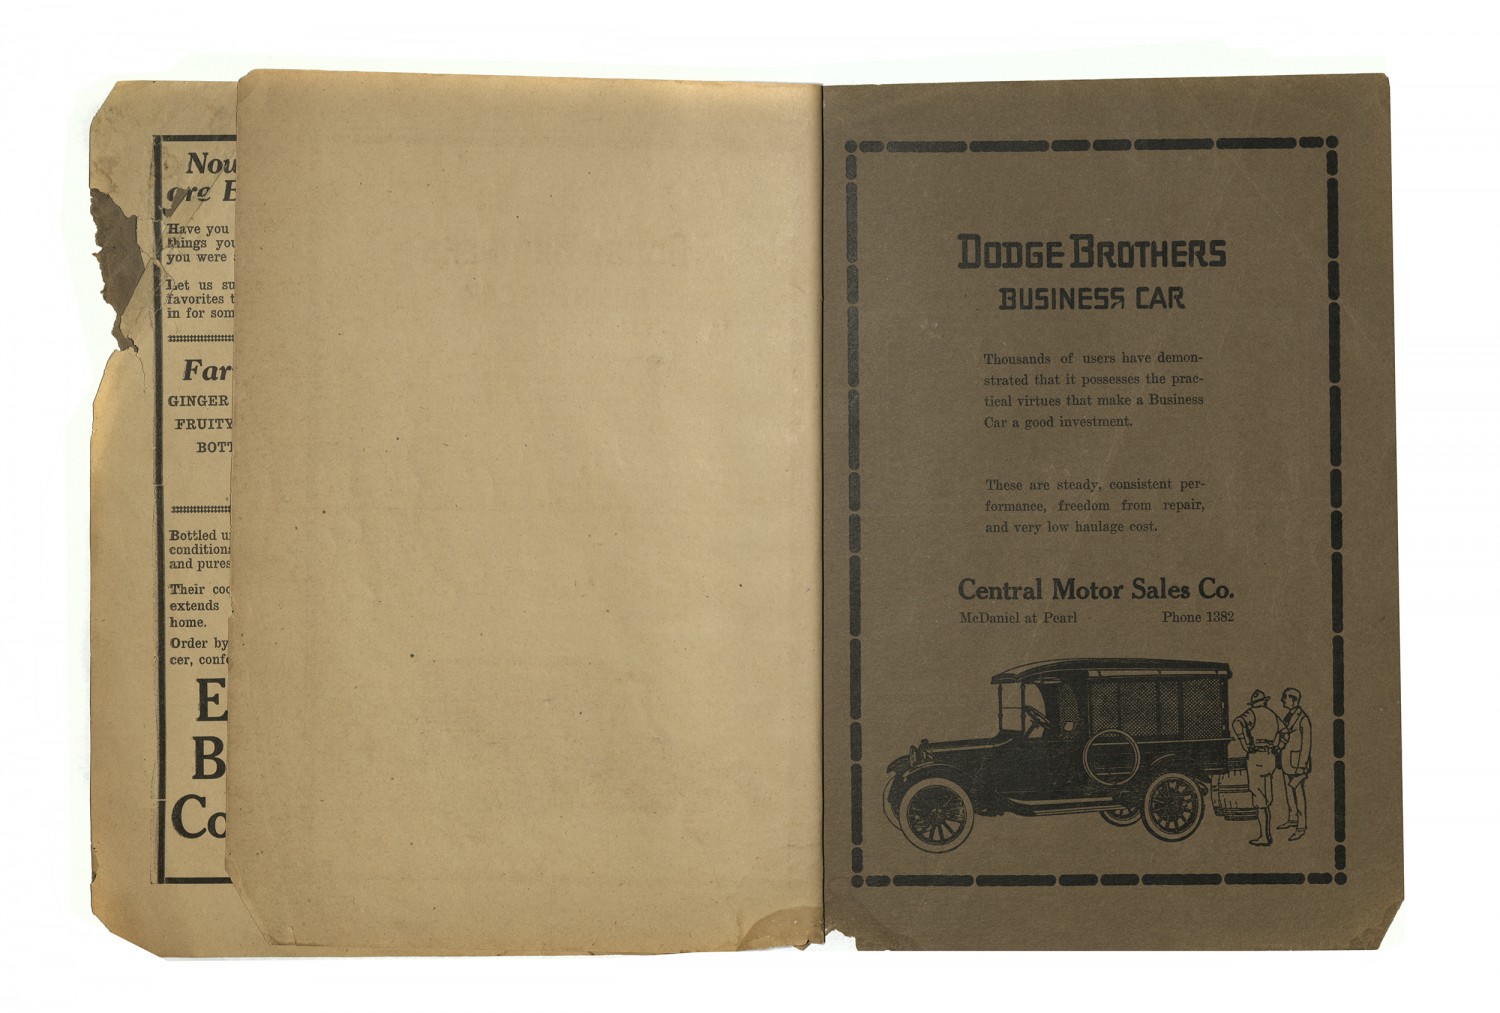 Now
are E
Have you
things you
you were
Let us su
favorites t
in for som
Far
GINGER
FRUITY
BOTT
Bottled u
conditions
and pures
Their coo
extends
home.
Order by
cer, confe
E
B
Co
DODGE BROTHERS
BUSINESS CAR
Thousands of users have demon-
strated that it possesses the prac-
tical virtues that make a Business
Car a good investment.
These are steady, consistent per-
formance, freedom from repair,
and very low haulage cost.
Central Motor Sales Co.
McDaniel at Pearl Phone 1382